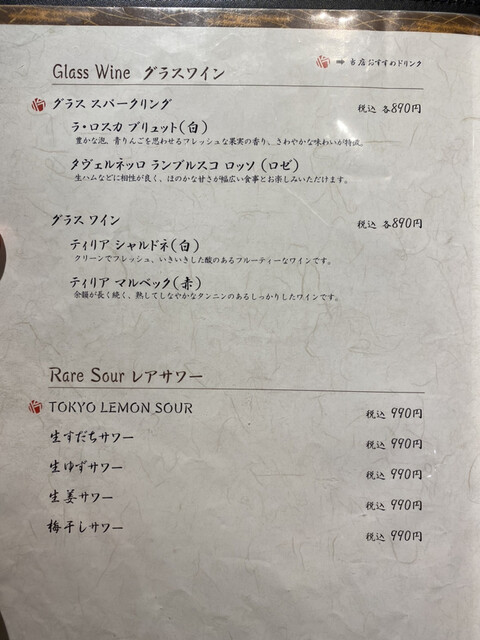 ➡ 当店おすすめドリンク
Glass Wine グラスワイン
グラス スパークリング 税込 各890円
ラ・ロスカ ブリュット(白)
豊かな泡、青りんごを思わせるフレッシュな果実の香り、さわやかな味わいが特徴。
タヴェルネッロ ランブルスコ ロッソ (ロゼ)
生ハムなどに相性が良く、ほのかな甘さが幅広い食事とお楽しみいただけます。
グラス ワイン 税込 各890円
ティリア シャルドネ(白)
クリーンでフレッシュ、いきいきした酸のあるフルーティーなワインです。
ティリア マルベック(赤)
余韻が長く続く、熟してしなやかなタンニンのあるしっかりしたワインです。
Rare Sour レアサワー
TOKYO LEMON SOUR 税込 990円
生すだちサワー 税込 990円
生ゆずサワー 税込 990円
生姜サワー 税込 990円
梅干しサワー 税込 990円